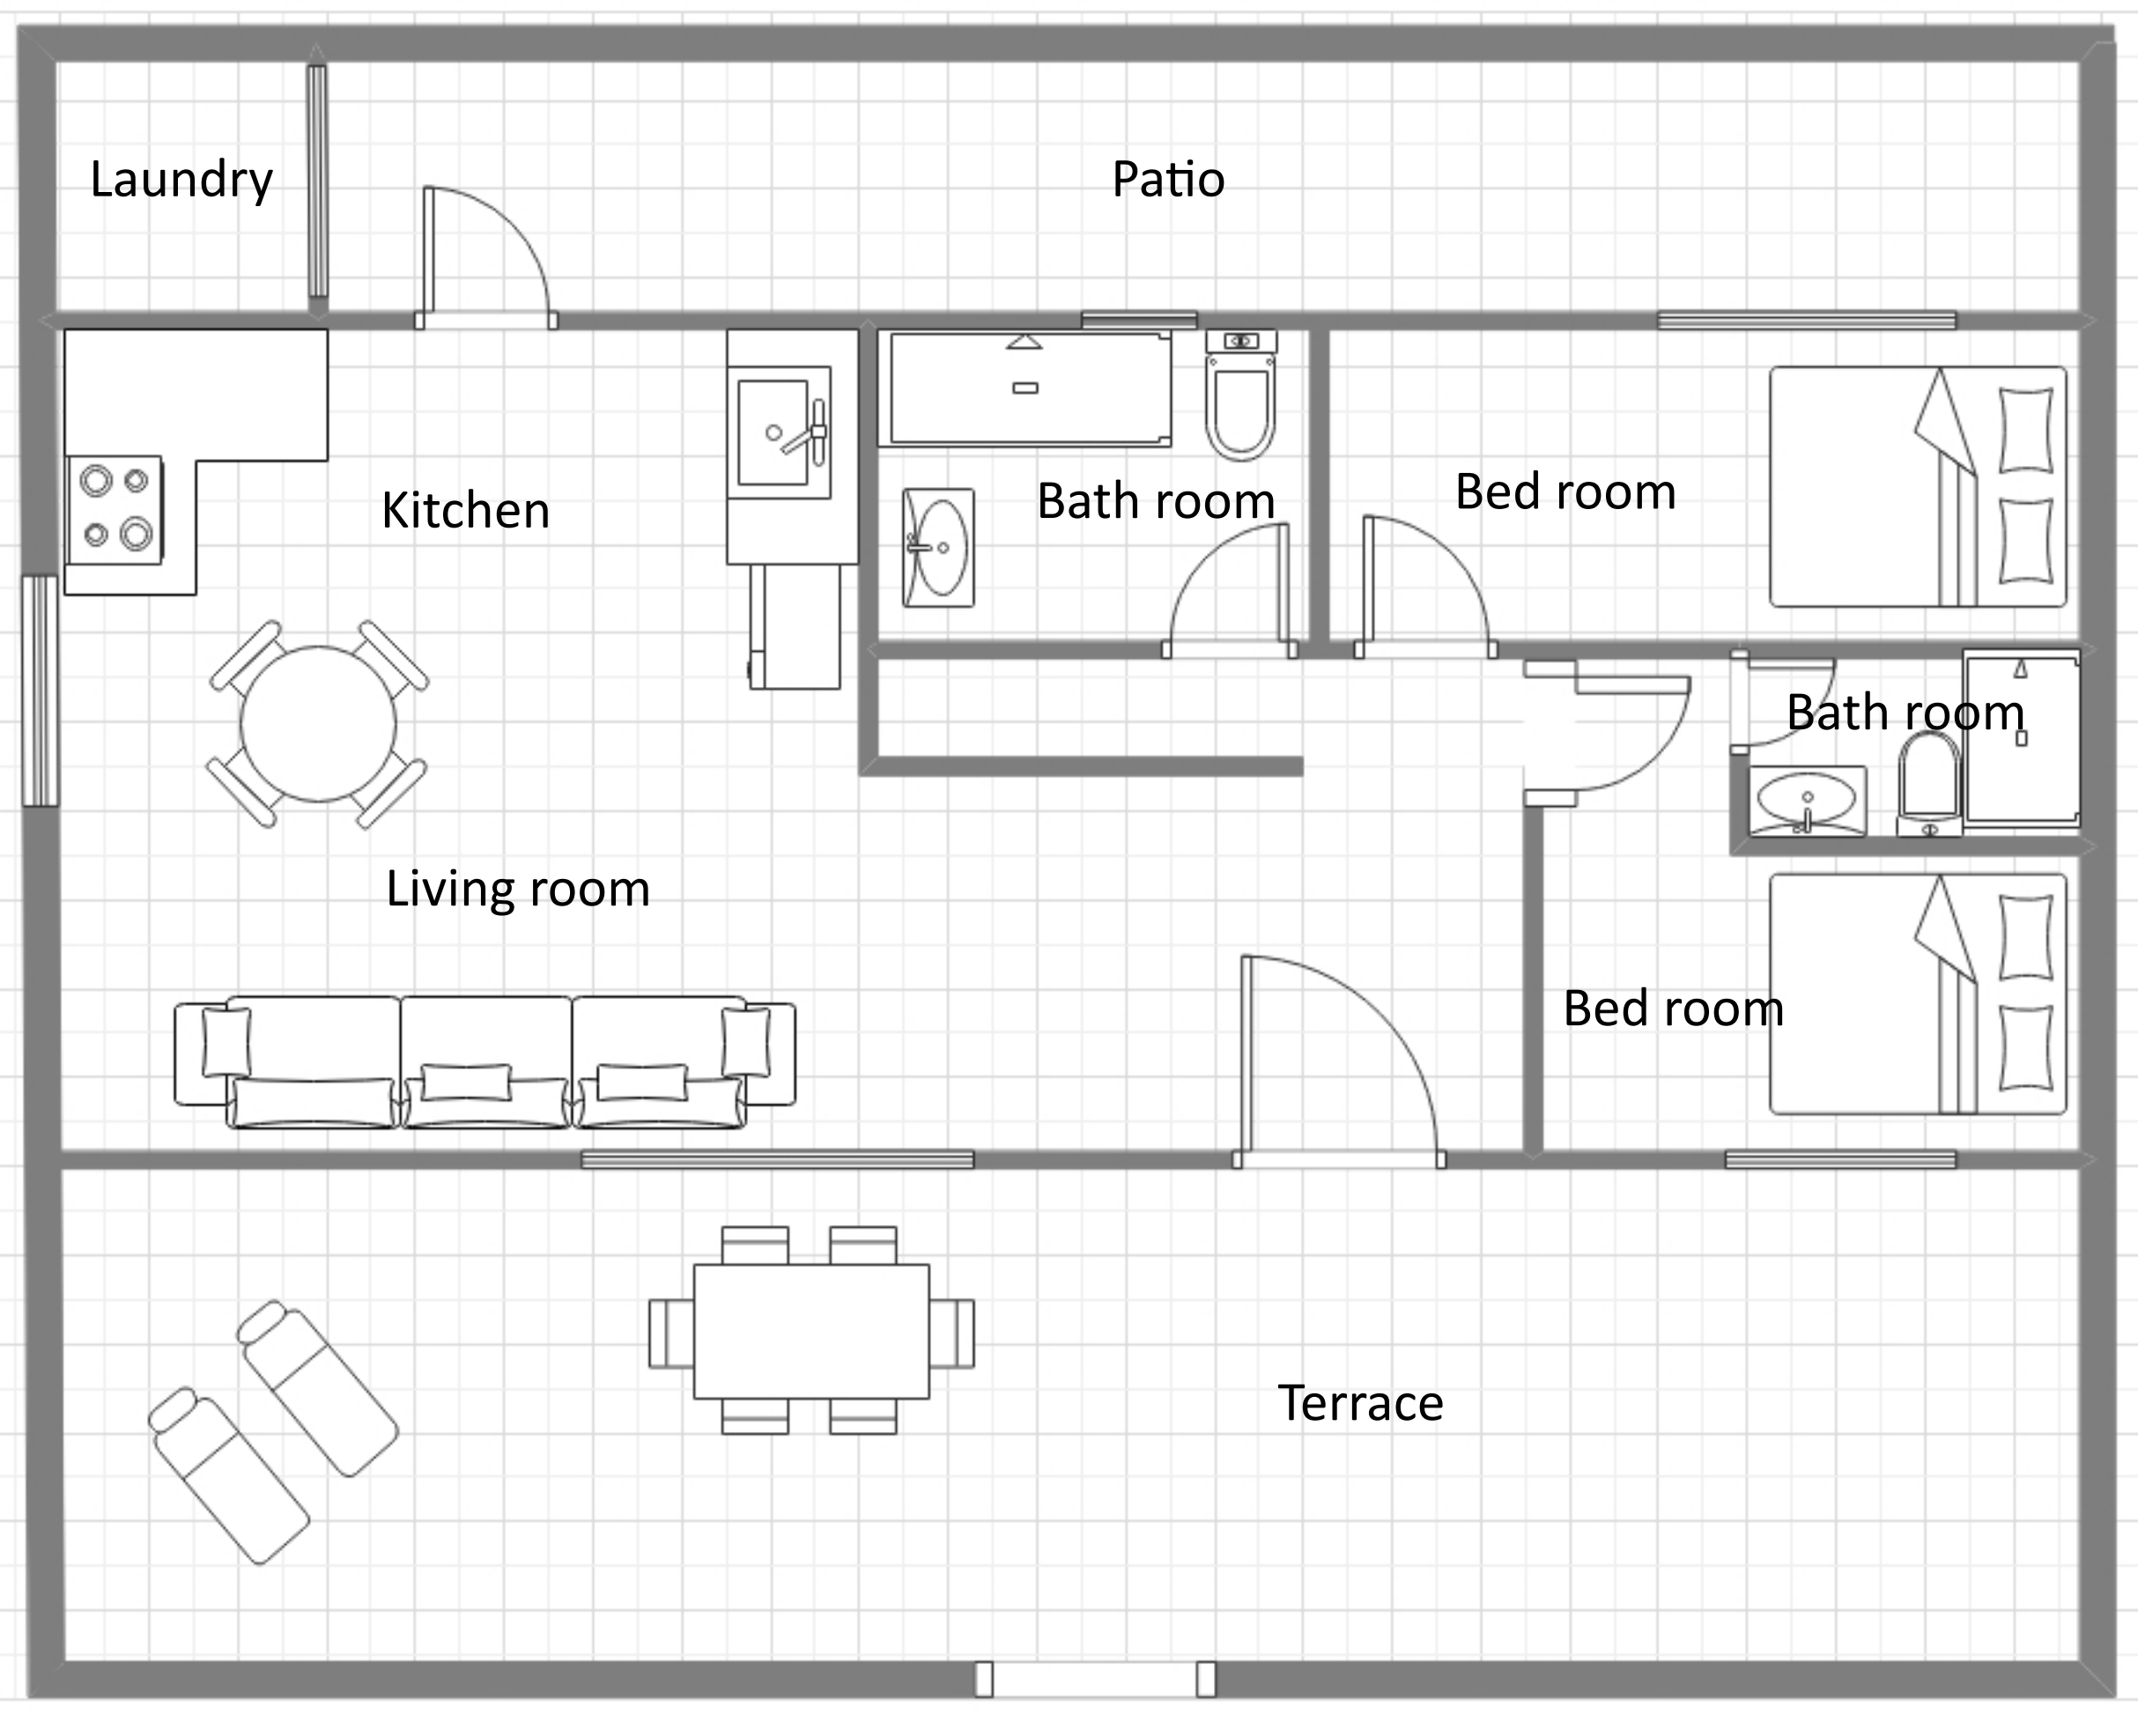 Laundry
Patio
Kitchen
Bath room
Bed room
Bath room
Living room
Bed room
Terrace